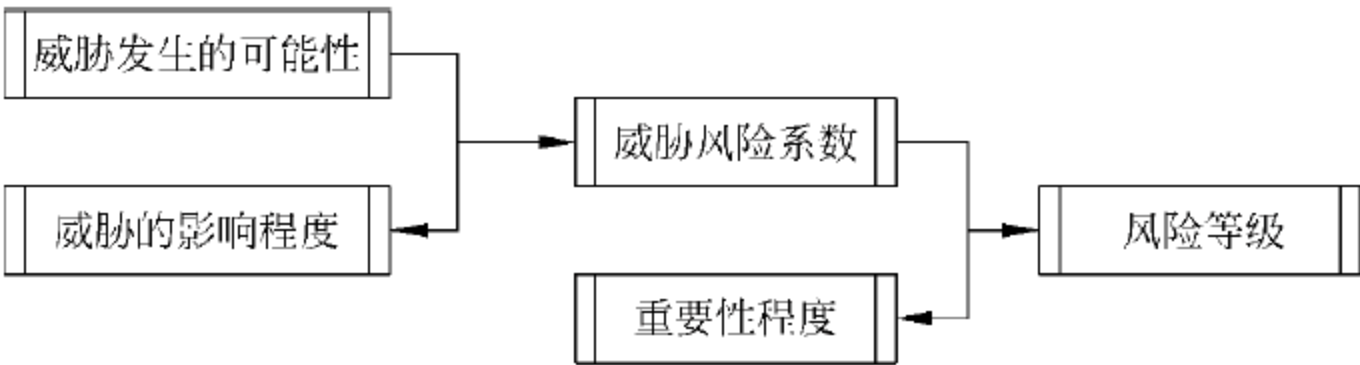 威胁发生的可能性
威胁的影响程度
威胁风险系数
重要性程度
风险等级